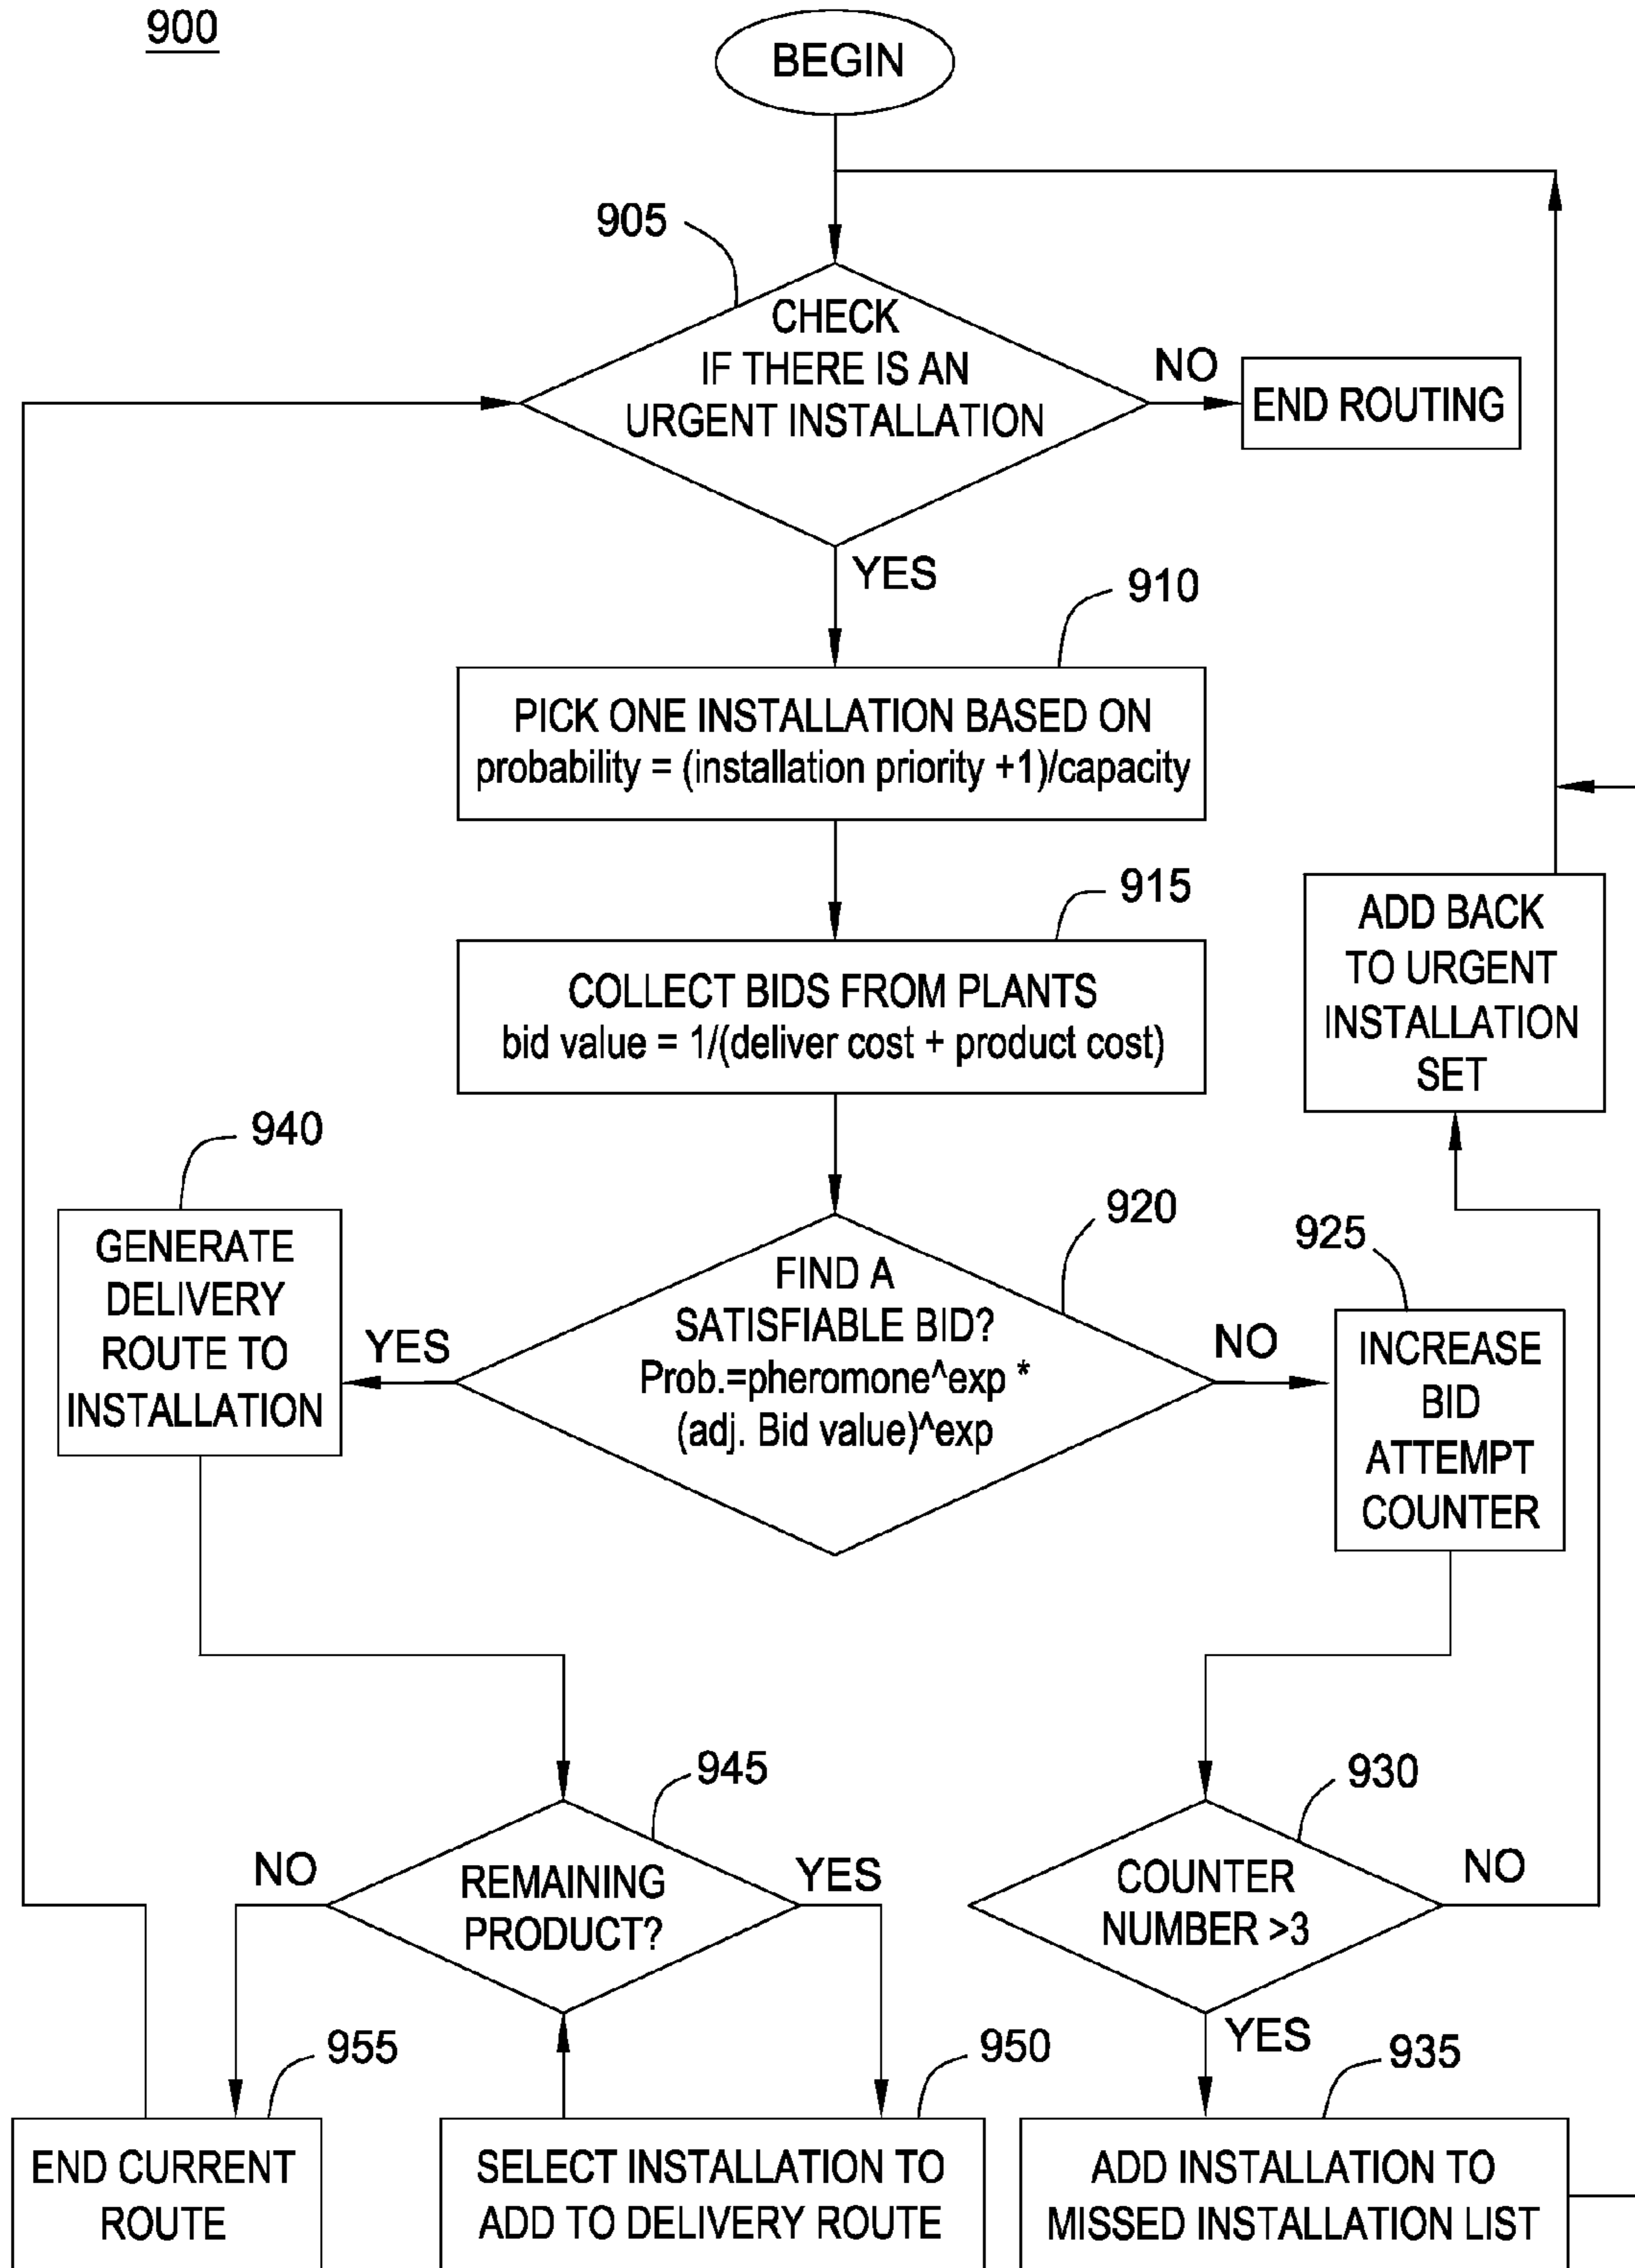 900
BEGIN
905
CHECK
IF THERE IS AN
URGENT INSTALLATION
NO
END ROUTING
YES
910
PICK ONE INSTALLATION BASED ON
probability = (installation priority +1)/capacity
915
COLLECT BIDS FROM PLANTS
bid value = 1/(deliver cost + product cost)
ADD BACK
TO URGENT
INSTALLATION
SET
940
GENERATE
DELIVERY
ROUTE TO
INSTALLATION
YES
920
FIND A
SATISFIABLE BID?
Prob.=pheromone^exp *
(adj. Bid value)^exp
NO
925
INCREASE
BID
ATTEMPT
COUNTER
945
REMAINING
PRODUCT?
NO
YES
930
COUNTER
NUMBER >3
NO
YES
955
END CURRENT
ROUTE
950
SELECT INSTALLATION TO
ADD TO DELIVERY ROUTE
935
ADD INSTALLATION TO
MISSED INSTALLATION LIST